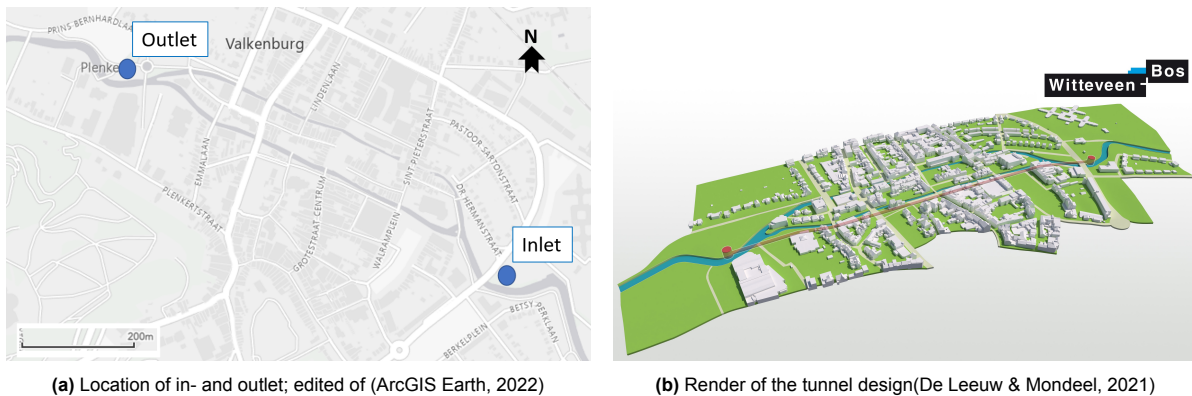 PRINS BERNHARDLAAN
Outlet
Valkenburg
N
Plenke
LINDENLAAN
EMMALAAN
SINT PIETERSTRAAT
PASTOOR SARTONSTRAAT
PLENKERTSTRAAT
GROTESTRAAT CENTRUM
WALRAMPLEIN
DR HERMANSTRAAT
Inlet
BETSY PERKLAAN
BERKELPLEIN
200m
Bos
Witteveen
(a) Location of in- and outlet; edited of (ArcGIS Earth, 2022)
(b) Render of the tunnel design(De Leeuw & Mondeel, 2021)